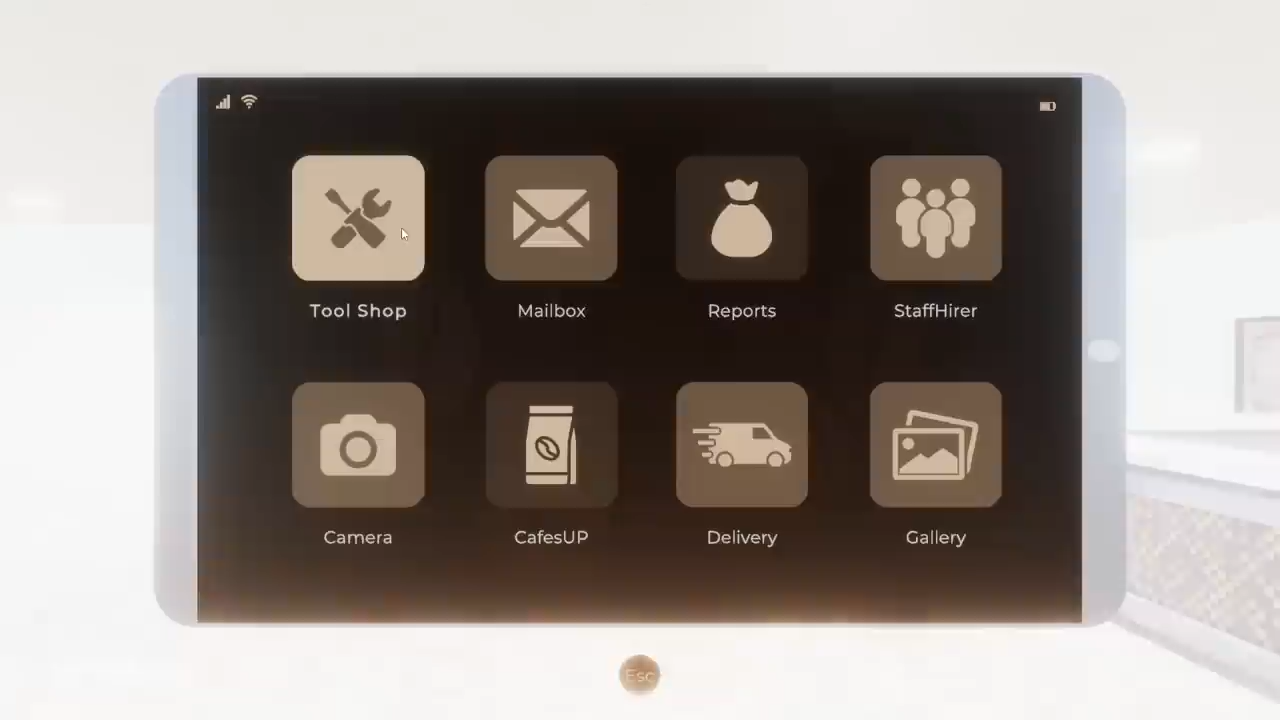 Tool Shop
Mailbox
Reports
StaffHirer
Camera
CafesUP
Delivery
Gallery
Esc